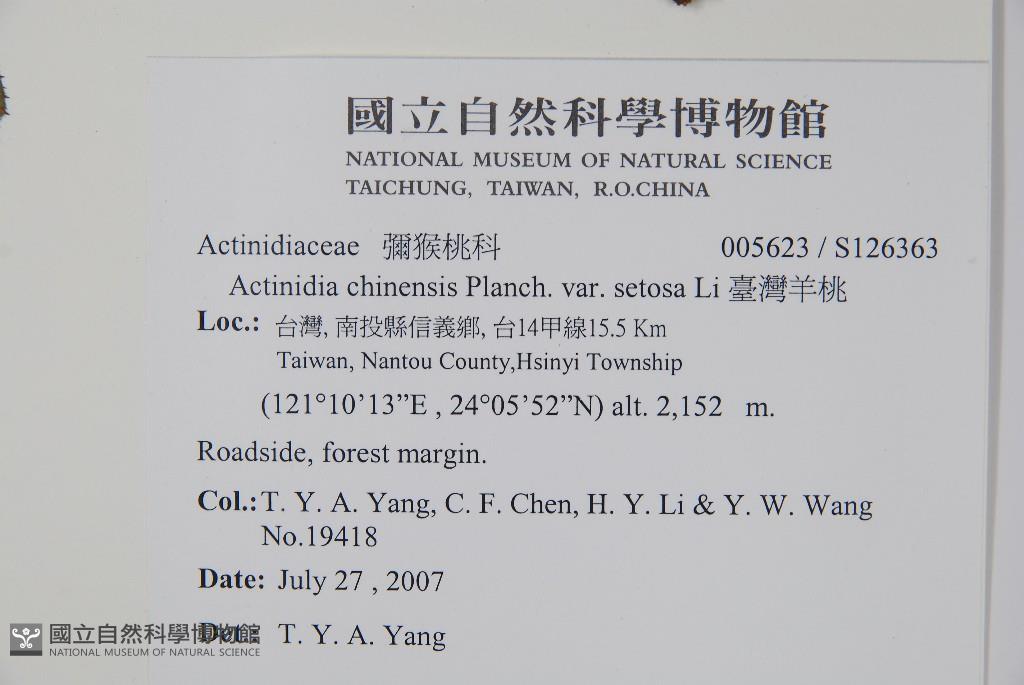 國立自然科學博物館
NATIONAL MUSEUM OF NATURAL SCIENCE
TAICHUNG, TAIWAN, R.O.CHINA
Actinidiaceae 彌猴桃科 005623 / S126363
Actinidia chinensis Planch. var. setosa Li 臺灣羊桃
Loc.: 台灣, 南投縣信義鄉, 台14甲線15.5 Km
Taiwan, Nantou County,Hsinyi Township
(121°10’13”E , 24°05’52”N) alt. 2,152 m.
Roadside, forest margin.
Col.: T. Y. A. Yang, C. F. Chen, H. Y. Li & Y. W. Wang
No.19418
Date: July 27 , 2007
Det.: T. Y. A. Yang
國立自然科學博物館
NATIONAL MUSEUM OF NATURAL SCIENCE